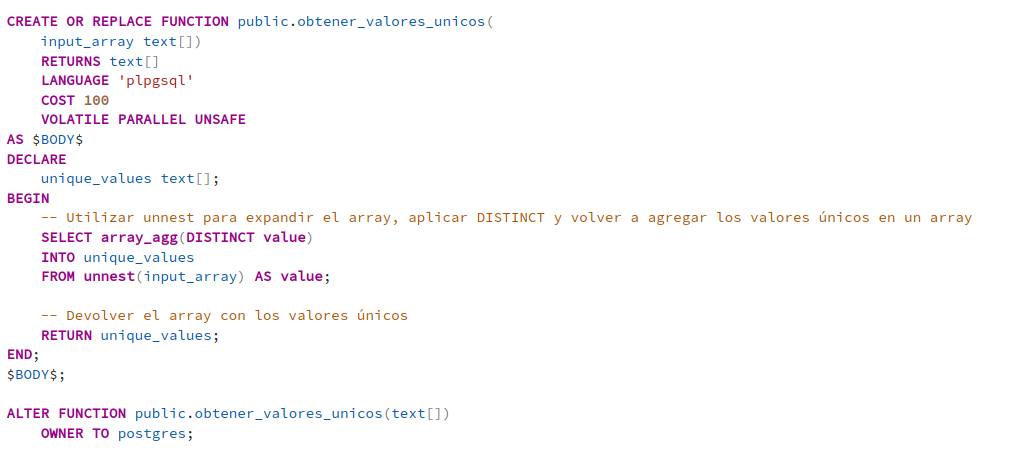 CREATE OR REPLACE FUNCTION public.obtener_valores_unicos(
    input_array text[])
    RETURNS text[]
    LANGUAGE 'plpgsql'
    COST 100
    VOLATILE PARALLEL UNSAFE
AS $BODY$
DECLARE
    unique_values text[];
BEGIN
    -- Utilizar unnest para expandir el array, aplicar DISTINCT y volver a agregar los valores únicos en un array
    SELECT array_agg(DISTINCT value)
    INTO unique_values
    FROM unnest(input_array) AS value;

    -- Devolver el array con los valores únicos
    RETURN unique_values;
END;
$BODY$;

ALTER FUNCTION public.obtener_valores_unicos(text[])
    OWNER TO postgres;